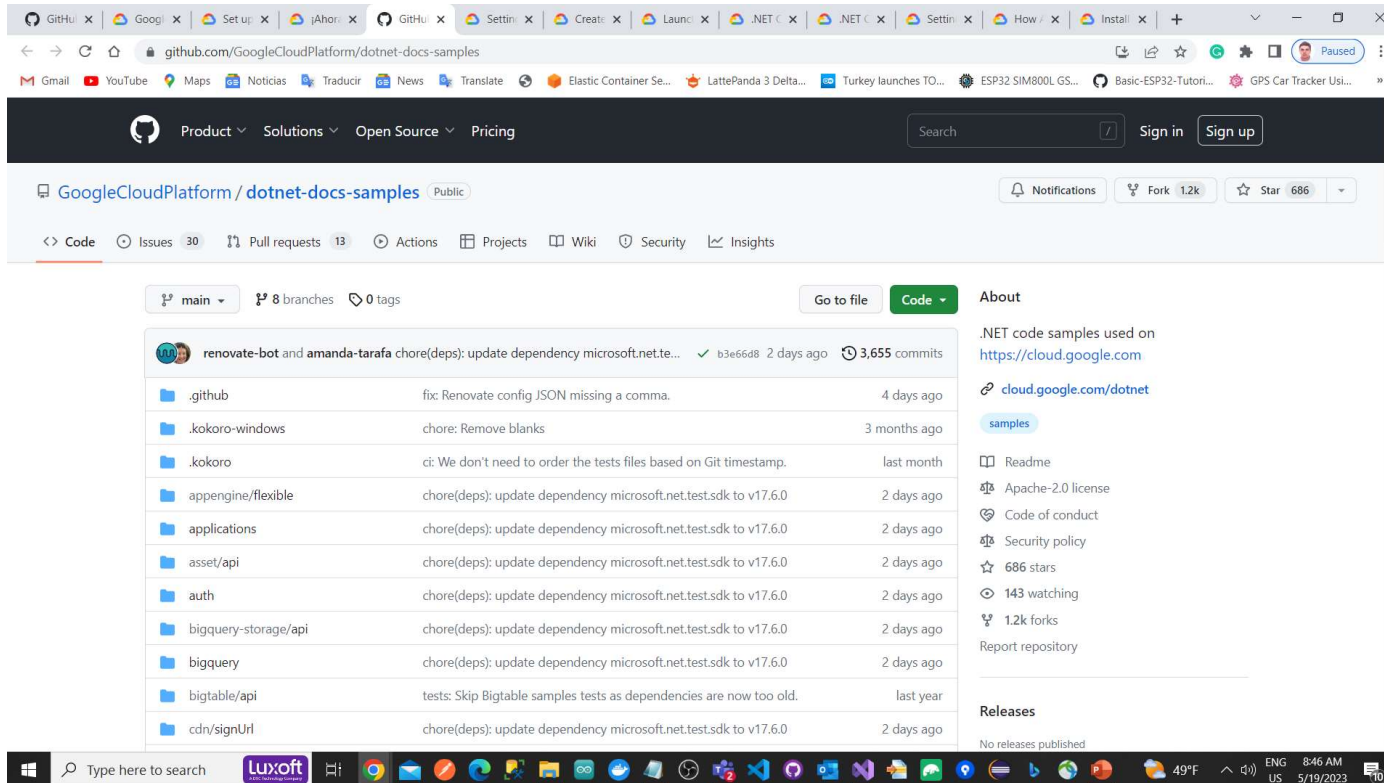 GitHu
Googl
Set up
¡Ahora
GitHu
Settin
Create
Launc
.NET C
.NET C
Settin
How
Install
github.com/GoogleCloudPlatform/dotnet-docs-samples
Paused
Gmail YouTube Maps Noticias Traducir News Translate Elastic Container Se... LattePanda 3 Delta... Turkey launches TO... ESP32 SIM800L GS... Basic-ESP32-Tutori... GPS Car Tracker Usi... »
Product Solutions Open Source Pricing Search / Sign in Sign up
GoogleCloudPlatform / dotnet-docs-samples Public Notifications Fork 1.2k Star 686
<> Code Issues 30 Pull requests 13 Actions Projects Wiki Security Insights
main 8 branches 0 tags Go to file Code
renovate-bot and amanda-tarafa chore(deps): update dependency microsoft.net.te... b3e66d8 2 days ago 3,655 commits
.github fix: Renovate config JSON missing a comma. 4 days ago
.kokoro-windows chore: Remove blanks 3 months ago
.kokoro ci: We don't need to order the tests files based on Git timestamp. last month
appengine/flexible chore(deps): update dependency microsoft.net.test.sdk to v17.6.0 2 days ago
applications chore(deps): update dependency microsoft.net.test.sdk to v17.6.0 2 days ago
asset/api chore(deps): update dependency microsoft.net.test.sdk to v17.6.0 2 days ago
auth chore(deps): update dependency microsoft.net.test.sdk to v17.6.0 2 days ago
bigquery-storage/api chore(deps): update dependency microsoft.net.test.sdk to v17.6.0 2 days ago
bigquery chore(deps): update dependency microsoft.net.test.sdk to v17.6.0 2 days ago
bigtable/api tests: Skip Bigtable samples tests as dependencies are now too old. last year
cdn/signUrl chore(deps): update dependency microsoft.net.test.sdk to v17.6.0 2 days ago
About
.NET code samples used on
https://cloud.google.com
cloud.google.com/dotnet
samples
Readme
Apache-2.0 license
Code of conduct
Security policy
686 stars
143 watching
1.2k forks
Report repository
Releases
No releases published
Type here to search
Luxoft
49°F
ENG
US
8:46 AM
5/19/2023